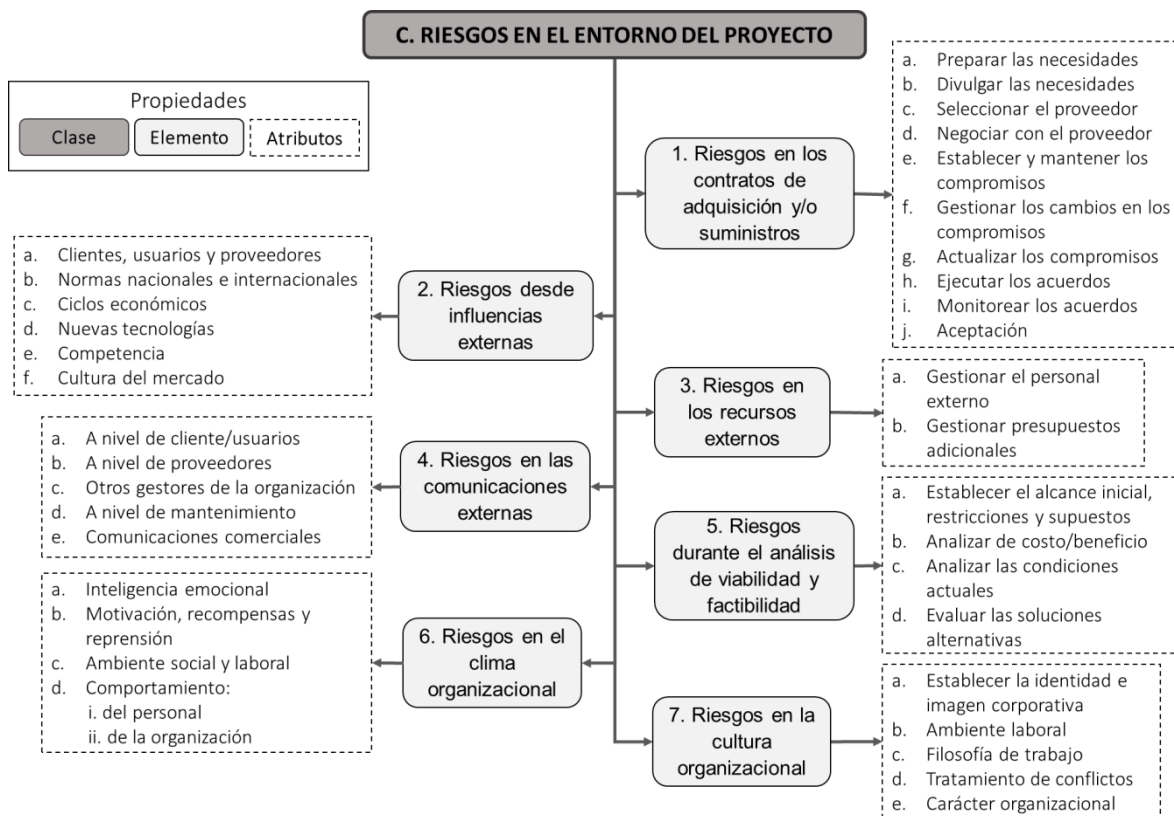 C. RIESGOS EN EL ENTORNO DEL PROYECTO
Propiedades
Clase
Elemento
Atributos
1. Riesgos en los
contratos de
adquisición y/o
suministros
a. Preparar las necesidades
b. Divulgar las necesidades
c. Seleccionar el proveedor
d. Negociar con el proveedor
e. Establecer y mantener los
compromisos
f. Gestionar los cambios en los
compromisos
g. Actualizar los compromisos
h. Ejecutar los acuerdos
i. Monitorear los acuerdos
j. Aceptación
2. Riesgos desde
influencias
externas
a. Clientes, usuarios y proveedores
b. Normas nacionales e internacionales
c. Ciclos económicos
d. Nuevas tecnologías
e. Competencia
f. Cultura del mercado
3. Riesgos en
los recursos
externos
a. Gestionar el personal
externo
b. Gestionar presupuestos
adicionales
4. Riesgos en las
comunicaciones
externas
a. A nivel de cliente/usuarios
b. A nivel de proveedores
c. Otros gestores de la organización
d. A nivel de mantenimiento
e. Comunicaciones comerciales
5. Riesgos
durante el análisis
de viabilidad y
factibilidad
a. Establecer el alcance inicial,
restricciones y supuestos
b. Analizar de costo/beneficio
c. Analizar las condiciones
actuales
d. Evaluar las soluciones
alternativas
6. Riesgos en el
clima
organizacional
a. Inteligencia emocional
b. Motivación, recompensas y
reprensión
c. Ambiente social y laboral
d. Comportamiento:
i. del personal
ii. de la organización
7. Riesgos en la
cultura
organizacional
a. Establecer la identidad e
imagen corporativa
b. Ambiente laboral
c. Filosofía de trabajo
d. Tratamiento de conflictos
e. Carácter organizacional